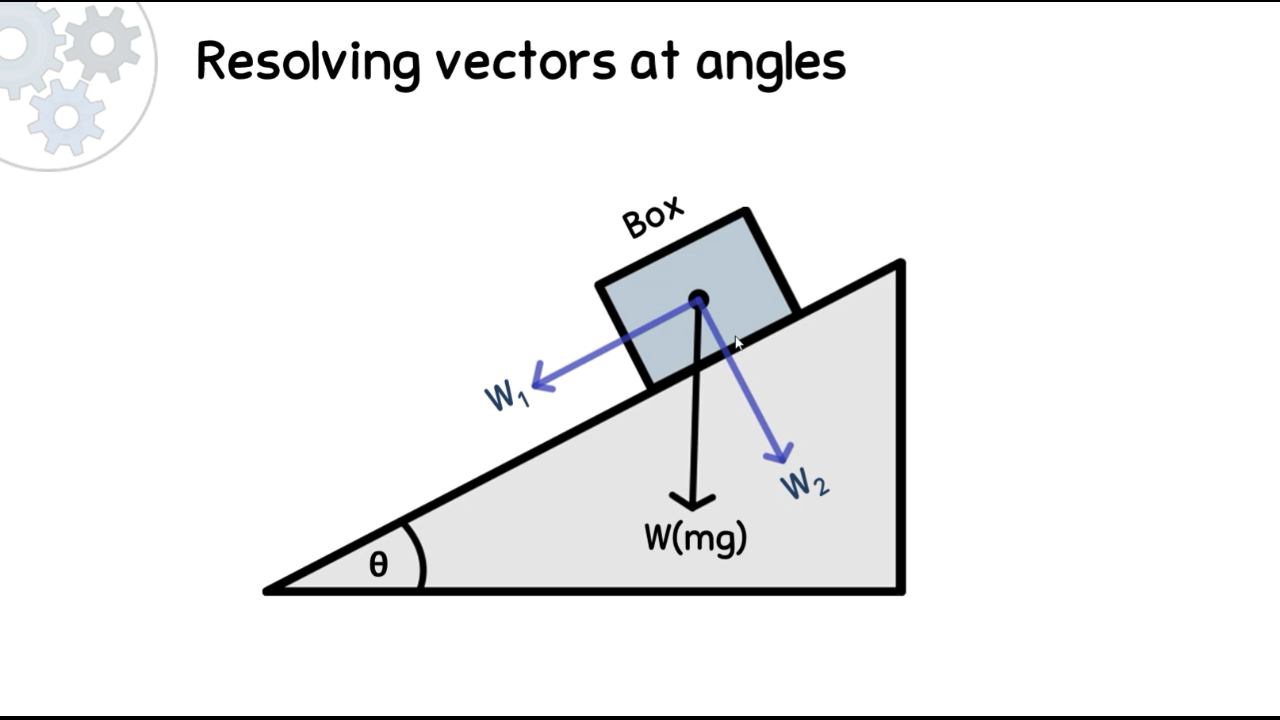 Resolving vectors at angles
Box
W₁
W₂
W(mg)
θ